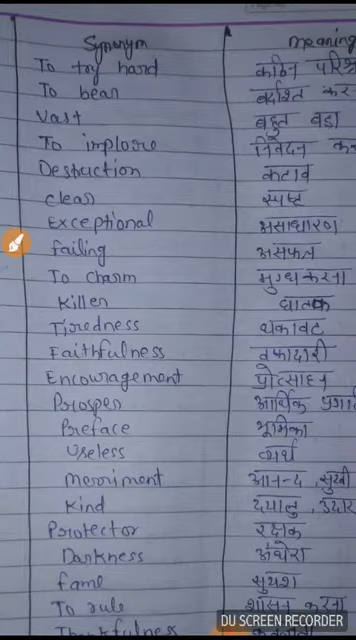 Synonym meaning
To try hard कठिन
To bear बर्दाश्त
Vast बहुत बडा
To implore निवेदन
Destruction कटाव
Clear स्पष्ट
Exceptional असाधारण
failing असफल
To charm मुग्ध करना
Killer घातक
Tiredness थकावट
Faithfulness वफादारी
Encouragement प्रोत्साहन
Prosper आर्थिक
Preface भूमिका
Useless व्यर्थ
Merriment आनन्द, सुखी
Kind दयालु, उदार
Protector रक्षक
Darkness अंधेरा
fame सुयश
To rule शासन करना
Thankfulness
DU SCREEN RECORDER